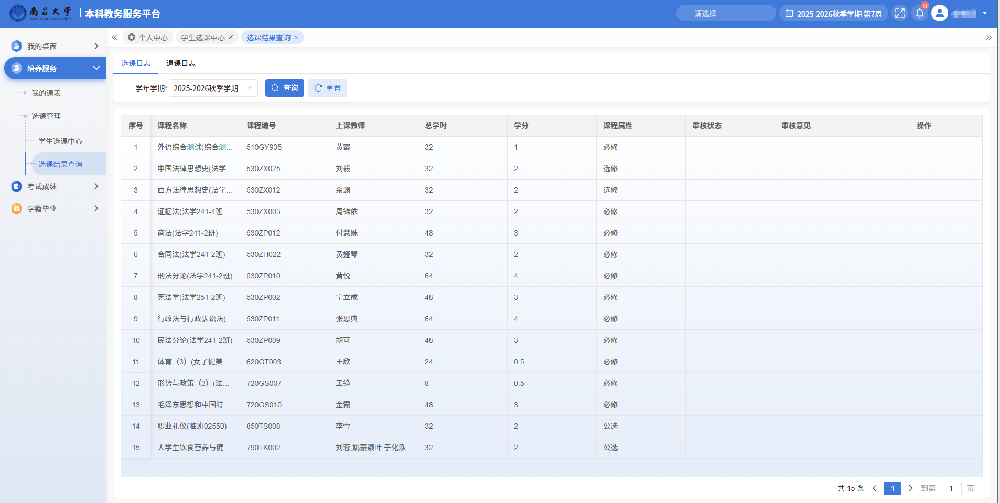 南昌大学
NANCHANG UNIVERSITY
本科教务服务平台
请选择
2025-2026秋季学期 第7周
0
我的桌面
培养服务
我的课表
选课管理
学生选课中心
选课结果查询
考试成绩
学籍毕业
个人中心 学生选课中心 选课结果查询
选课日志 退课日志
学年学期* 2025-2026秋季学期 查询 重置
序号 课程名称 课程编号 上课教师 总学时 学分 课程属性 审核状态 审核意见 操作
1 外语综合测试(综合测... 510GY935 黄霞 32 1 必修
2 中国法律思想史(法学... 530ZX025 刘毅 32 2 选修
3 西方法律思想史(法学... 530ZX012 余渊 32 2 选修
4 证据法(法学241-4班... 530ZX003 周锦依 32 2 必修
5 商法(法学241-2班) 530ZP012 付慧姝 48 3 必修
6 合同法(法学241-2班) 530ZH022 黄娅琴 32 2 必修
7 刑法分论(法学241-2班) 530ZP010 黄悦 64 4 必修
8 宪法学(法学251-2班) 530ZP002 宁立成 48 3 必修
9 行政法与行政诉讼法(... 530ZP011 张恩典 64 4 必修
10 民法分论(法学241-2班) 530ZP009 胡可 48 3 必修
11 体育（3）(女子健美... 620GT003 王欣 24 0.5 必修
12 形势与政策（3）(法... 720GS007 王铮 8 0.5 必修
13 毛泽东思想和中国特... 720GS010 金霞 48 3 必修
14 职业礼仪(临班02550) 850TS008 李雪 32 2 公选
15 大学生饮食营养与健... 790TK002 刘蓉,姚豪颖叶,于化泓 32 2 公选
共 15 条 1 到第 1 页